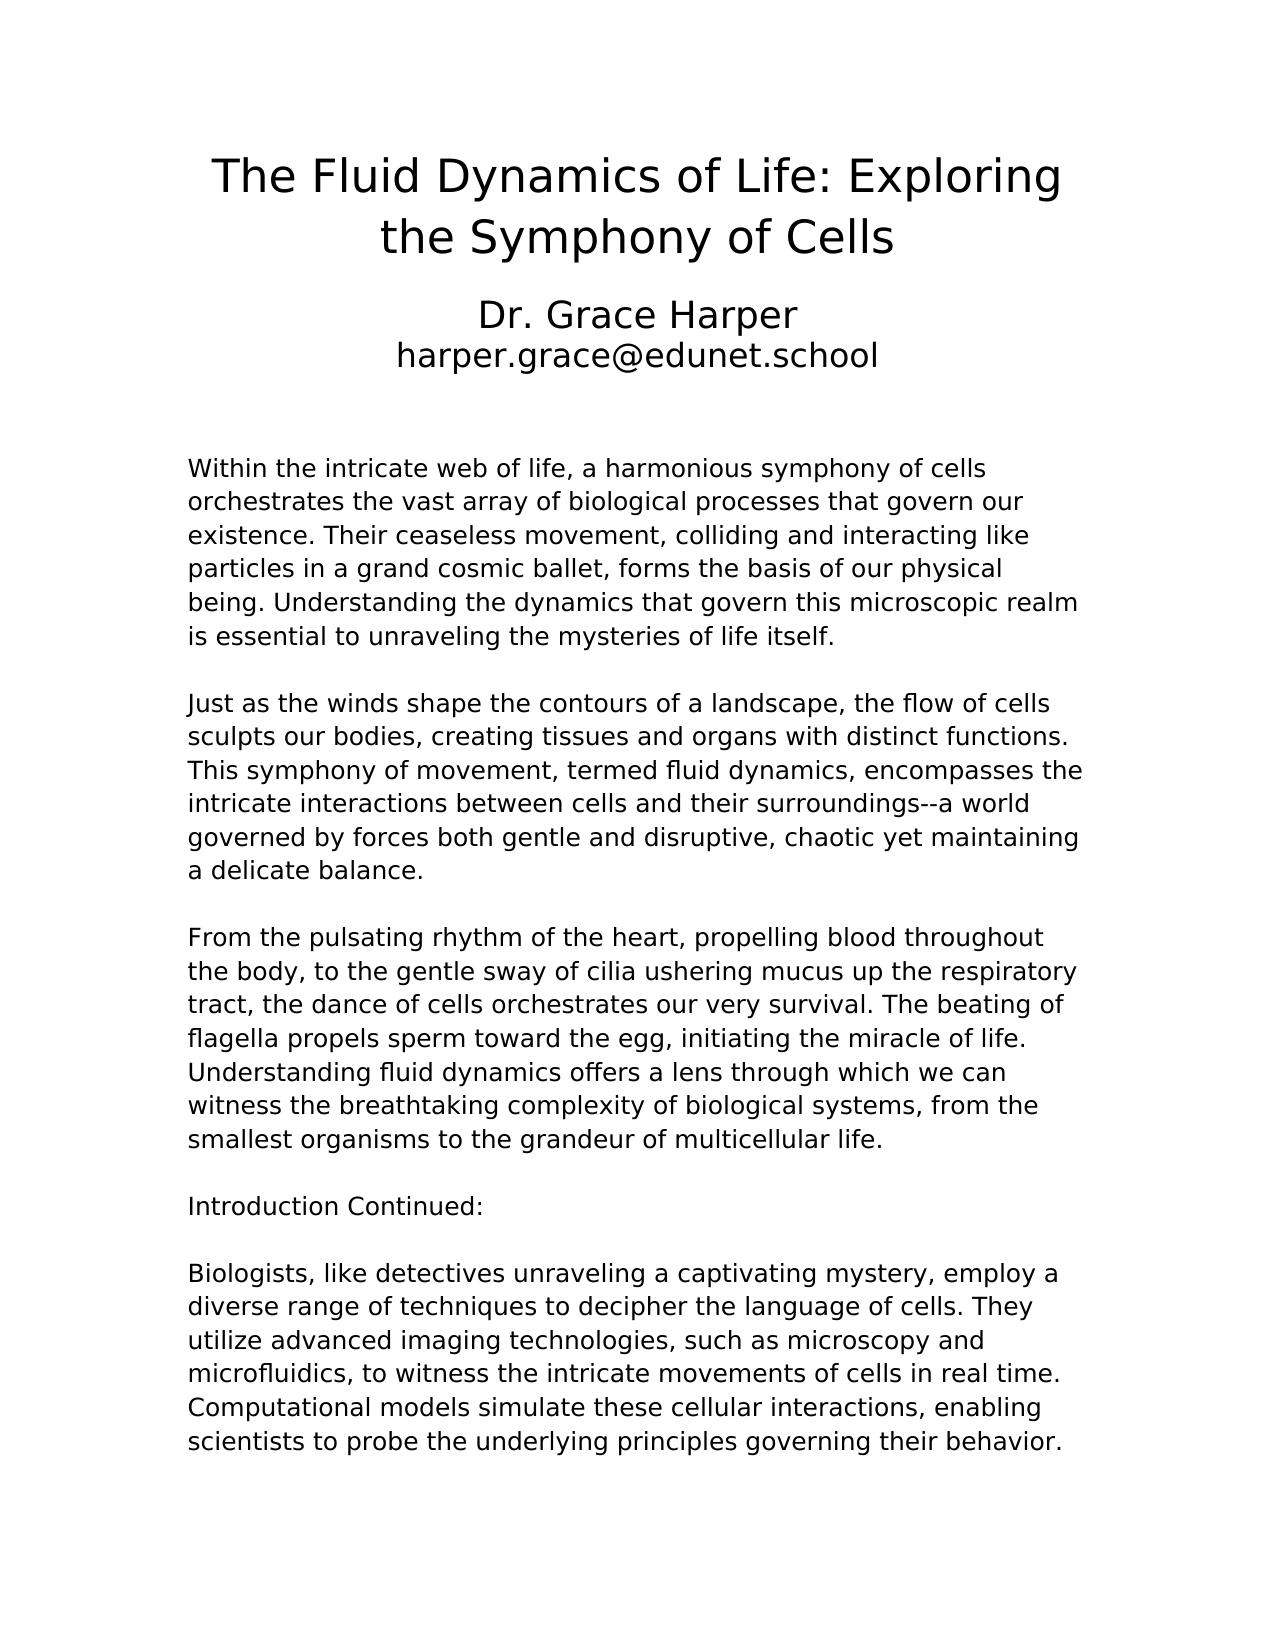 The Fluid Dynamics of Life: Exploring
the Symphony of Cells
Dr. Grace Harper
harper.grace@edunet.school
Within the intricate web of life, a harmonious symphony of cells
orchestrates the vast array of biological processes that govern our
existence. Their ceaseless movement, colliding and interacting like
particles in a grand cosmic ballet, forms the basis of our physical
being. Understanding the dynamics that govern this microscopic realm
is essential to unraveling the mysteries of life itself.
Just as the winds shape the contours of a landscape, the flow of cells
sculpts our bodies, creating tissues and organs with distinct functions.
This symphony of movement, termed fluid dynamics, encompasses the
intricate interactions between cells and their surroundings--a world
governed by forces both gentle and disruptive, chaotic yet maintaining
a delicate balance.
From the pulsating rhythm of the heart, propelling blood throughout
the body, to the gentle sway of cilia ushering mucus up the respiratory
tract, the dance of cells orchestrates our very survival. The beating of
flagella propels sperm toward the egg, initiating the miracle of life.
Understanding fluid dynamics offers a lens through which we can
witness the breathtaking complexity of biological systems, from the
smallest organisms to the grandeur of multicellular life.
Introduction Continued:
Biologists, like detectives unraveling a captivating mystery, employ a
diverse range of techniques to decipher the language of cells. They
utilize advanced imaging technologies, such as microscopy and
microfluidics, to witness the intricate movements of cells in real time.
Computational models simulate these cellular interactions, enabling
scientists to probe the underlying principles governing their behavior.